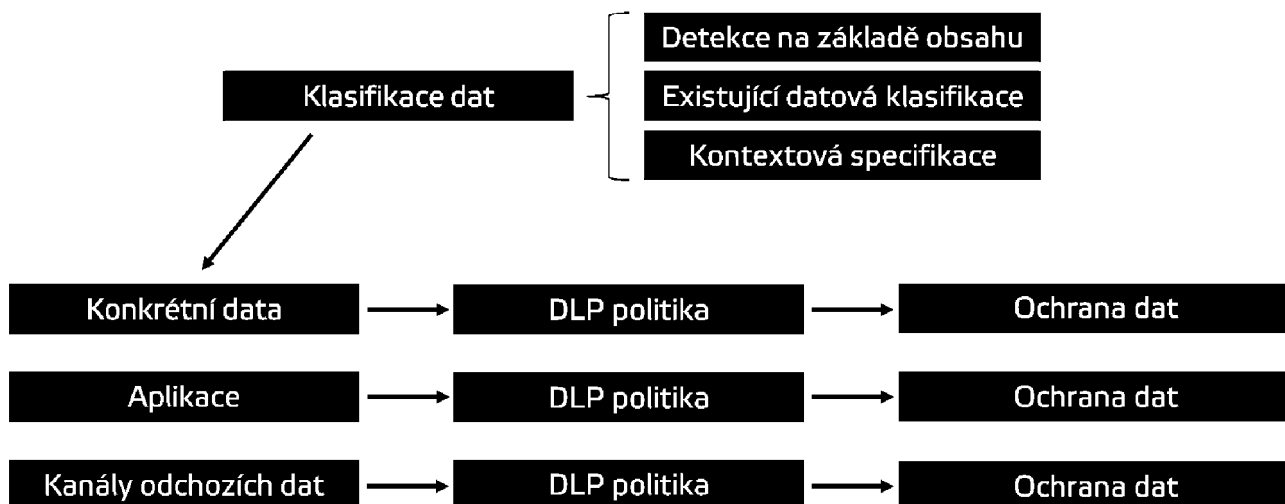 Detekce na základě obsahu
Klasifikace dat
Existující datová klasifikace
Kontextová specifikace
Konkrétní data
DLP politika
Ochrana dat
Aplikace
DLP politika
Ochrana dat
Kanály odchozích dat
DLP politika
Ochrana dat